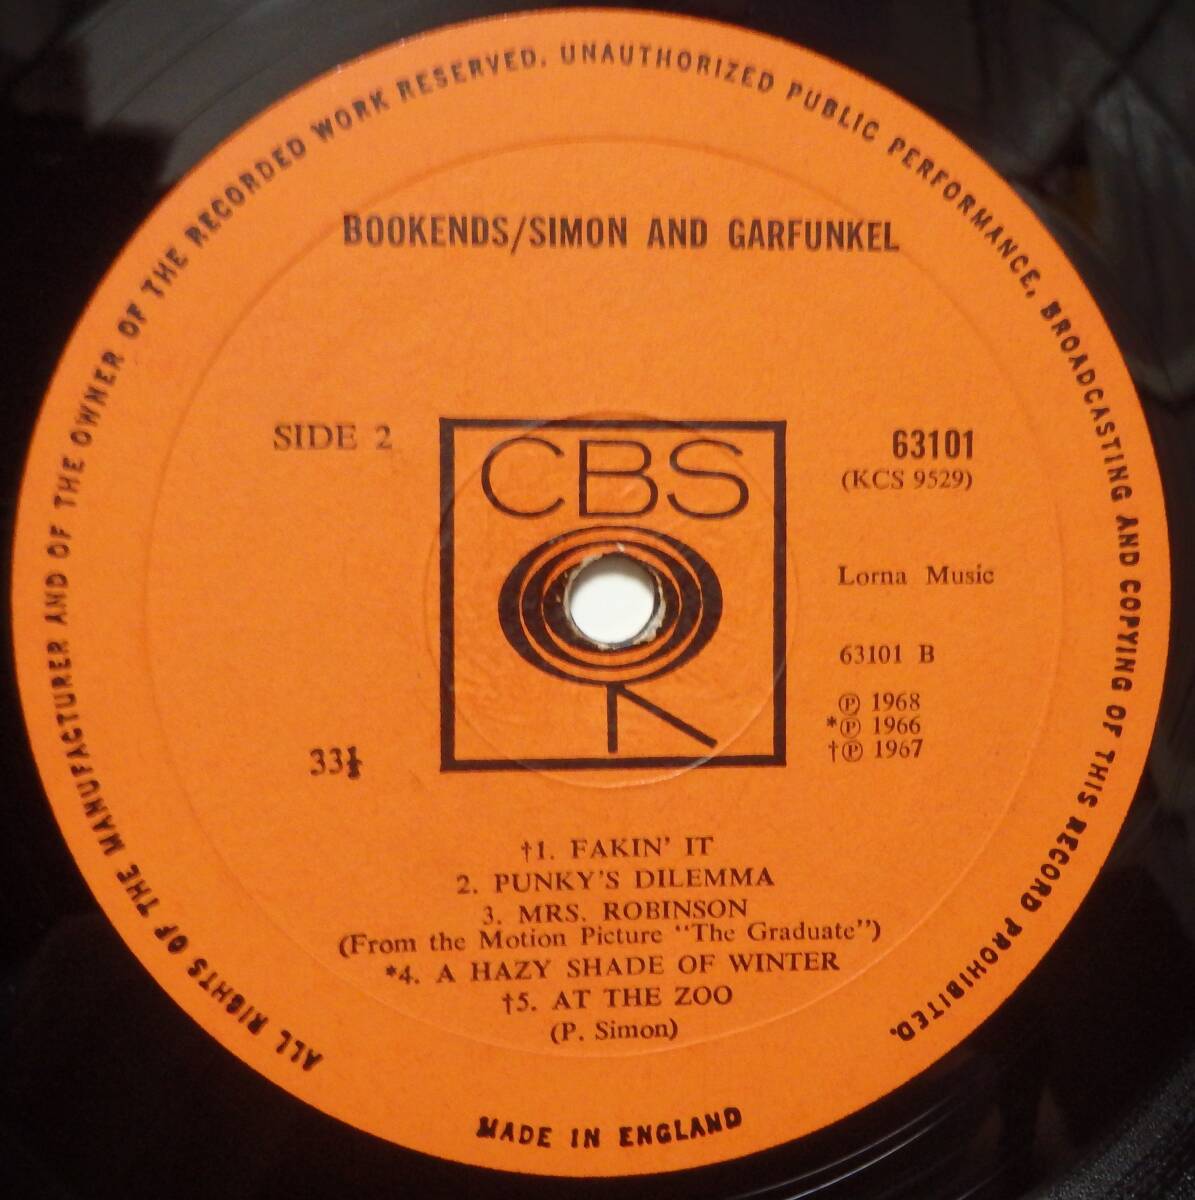 ALL RIGHTS OF THE MANUFACTURER AND OF THE OWNER OF THE RECORDED WORK RESERVED. UNAUTHORIZED PUBLIC PERFORMANCE, BROADCASTING AND COPYING OF THIS RECORD PROHIBITED.
BOOKENDS/SIMON AND GARFUNKEL
SIDE 2
CBS
63101
(KCS 9529)
Lorna Music
63101 B
℗ 1968
*℗ 1966
†℗ 1967
33⅓
†1. FAKIN' IT
2. PUNKY'S DILEMMA
3. MRS. ROBINSON
(From the Motion Picture "The Graduate")
*4. A HAZY SHADE OF WINTER
†5. AT THE ZOO
(P. Simon)
MADE IN ENGLAND